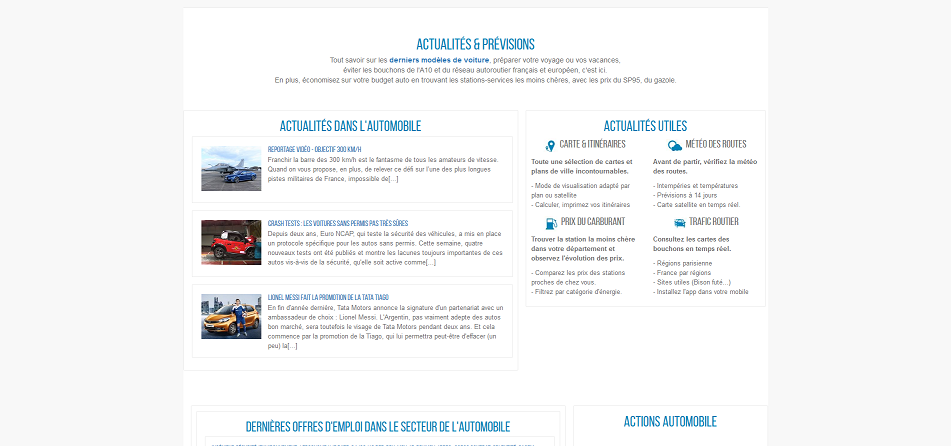 ACTUALITÉS & PRÉVISIONS
Tout savoir sur les derniers modèles de voiture, préparer votre voyage ou vos vacances,
éviter les bouchons de l'A10 et du réseau autoroutier français et européen, c'est ici.
En plus, économisez sur votre budget auto en trouvant les stations-services les moins chères, avec les prix du SP95, du gazole.
ACTUALITÉS DANS L'AUTOMOBILE
REPORTAGE VIDÉO - OBJECTIF 300 KM/H
Franchir la barre des 300 km/h est le fantasme de tous les amateurs de vitesse.
Quand on vous propose, en plus, de relever ce défi sur l'une des plus longues
pistes militaires de France, impossible de[...]
CRASH TESTS : LES VOITURES SANS PERMIS PAS TRÈS SÛRES
Depuis deux ans, Euro NCAP, qui teste la sécurité des véhicules, a mis en place
un protocole spécifique pour les autos sans permis. Cette semaine, quatre
nouveaux tests ont été publiés et montre les lacunes toujours importantes de ces
autos vis-à-vis de la sécurité, qu'elle soit active comme[...]
LIONEL MESSI FAIT LA PROMOTION DE LA TATA TIAGO
En fin d'année dernière, Tata Motors annonce la signature d'un partenariat avec un
ambassadeur de choix : Lionel Messi. L'Argentin, pas vraiment adepte des autos
bon marché, sera toutefois le visage de Tata Motors pendant deux ans. Et cela
commence par la promotion de la Tiago, qui lui permettra peut-être d'effacer (un
peu) la[...]
ACTUALITÉS UTILES
CARTE & ITINÉRAIRES
Toute une sélection de cartes et
plans de ville incontournables.
- Mode de visualisation adapté par
plan ou satellite
- Calculer, imprimez vos itinéraires
MÉTÉO DES ROUTES
Avant de partir, vérifiez la météo
des routes.
- Intempéries et températures
- Prévisions à 14 jours
- Carte satellite en temps réel.
PRIX DU CARBURANT
Trouver la station la moins chère
dans votre département et
observez l'évolution des prix.
- Comparez les prix des stations
proches de chez vous.
- Filtrez par catégorie d'énergie.
TRAFIC ROUTIER
Consultez les cartes des
bouchons en temps réel.
- Régions parisienne
- France par régions
- Sites utiles (Bison futé...)
- Installez l'app dans votre mobile
DERNIÈRES OFFRES D'EMPLOI DANS LE SECTEUR DE L'AUTOMOBILE
ACTIONS AUTOMOBILE